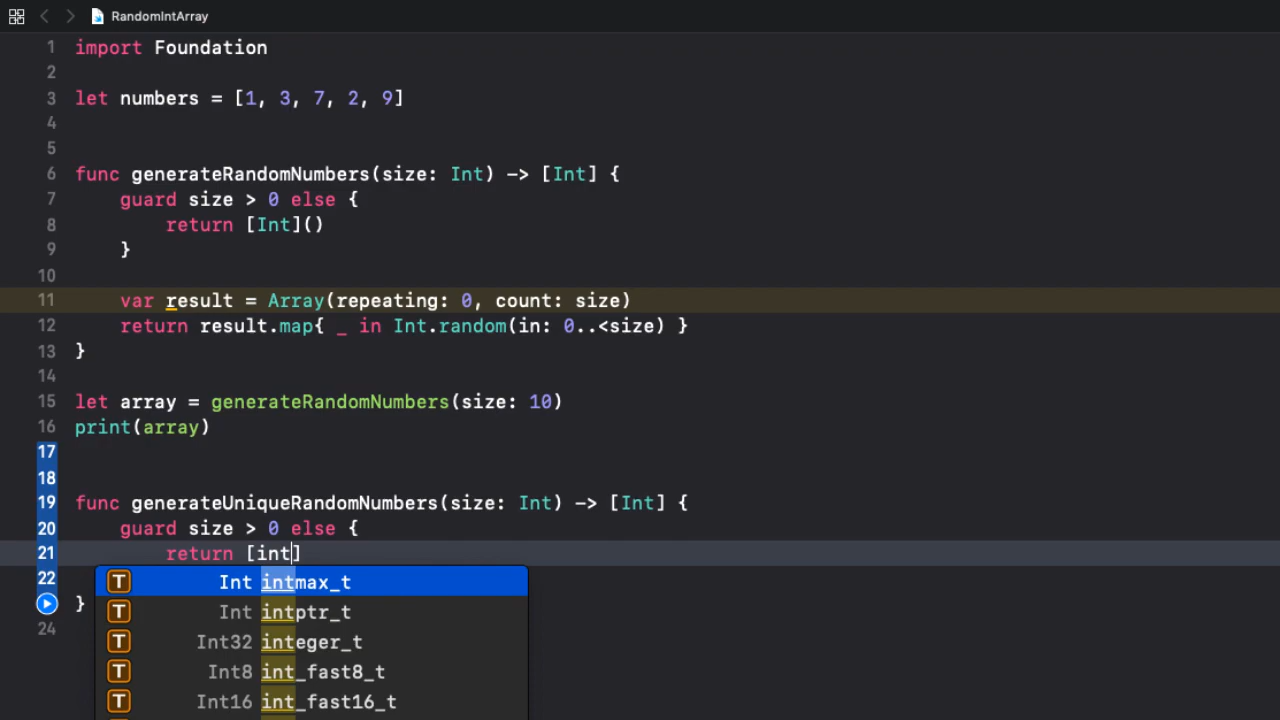 RandomIntArray
1 import Foundation
2
3 let numbers = [1, 3, 7, 2, 9]
4
5
6 func generateRandomNumbers(size: Int) -> [Int] {
7 guard size > 0 else {
8 return [Int]()
9 }
10
11 var result = Array(repeating: 0, count: size)
12 return result.map{ _ in Int.random(in: 0..<size) }
13 }
14
15 let array = generateRandomNumbers(size: 10)
16 print(array)
17
18
19 func generateUniqueRandomNumbers(size: Int) -> [Int] {
20 guard size > 0 else {
21 return [int]
22
T Int intmax_t
}
T Int intptr_t
24
T Int32 integer_t
T Int8 int_fast8_t
T Int16 int_fast16_t